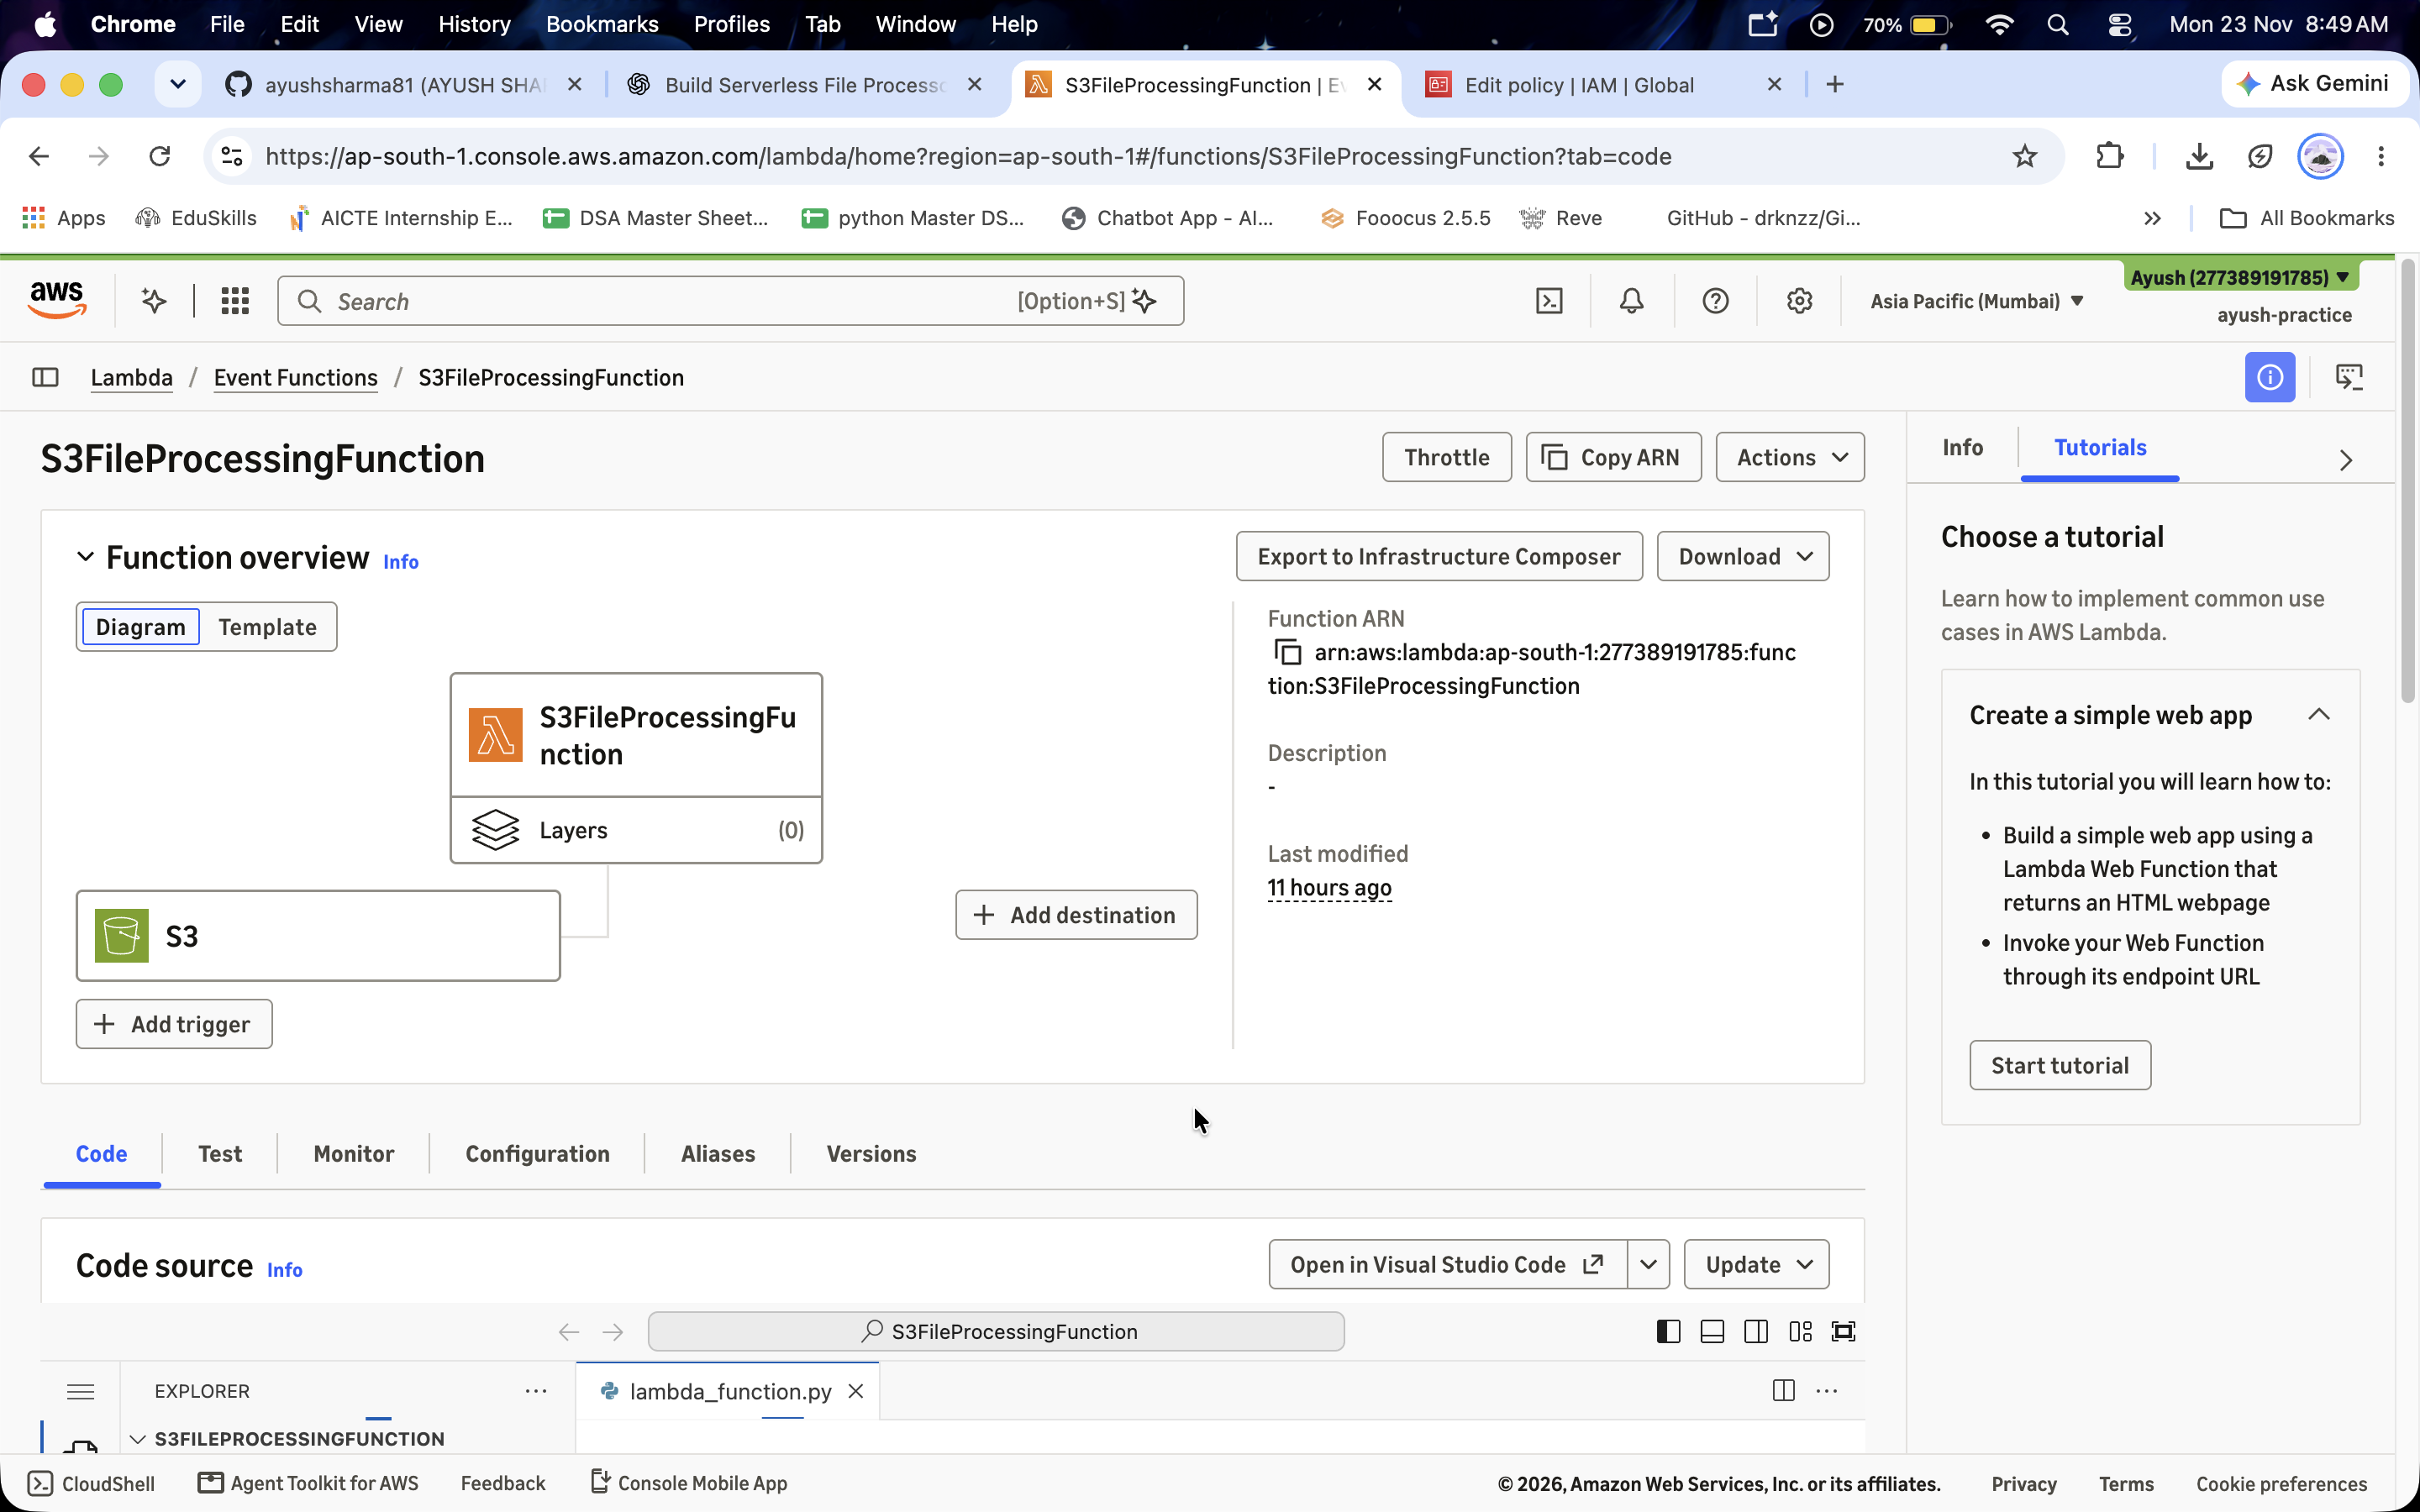 Chrome File Edit View History Bookmarks Profiles Tab Window Help 70% Mon 23 Nov 8:49 AM
ayushsharma81 (AYUSH SHA Build Serverless File Processo S3FileProcessingFunction | Ev Edit policy | IAM | Global Ask Gemini
https://ap-south-1.console.aws.amazon.com/lambda/home?region=ap-south-1#/functions/S3FileProcessingFunction?tab=code
Apps EduSkills AICTE Internship E... DSA Master Sheet... python Master DS... Chatbot App - AI... Fooocus 2.5.5 Reve GitHub - drknzz/Gi... All Bookmarks
aws Search [Option+S] Asia Pacific (Mumbai) Ayush (277389191785)
ayush-practice
Lambda / Event Functions / S3FileProcessingFunction
S3FileProcessingFunction Throttle Copy ARN Actions
Function overview Info Export to Infrastructure Composer Download
Diagram Template
S3FileProcessingFu
nction
Layers (0)
S3
Add destination
Add trigger
Function ARN
arn:aws:lambda:ap-south-1:277389191785:func
tion:S3FileProcessingFunction
Description
-
Last modified
11 hours ago
Code Test Monitor Configuration Aliases Versions
Code source Info Open in Visual Studio Code Update
S3FileProcessingFunction
EXPLORER ... lambda_function.py ...
S3FILEPROCESSINGFUNCTION
Info Tutorials
Choose a tutorial
Learn how to implement common use
cases in AWS Lambda.
Create a simple web app
In this tutorial you will learn how to:
• Build a simple web app using a
Lambda Web Function that
returns an HTML webpage
• Invoke your Web Function
through its endpoint URL
Start tutorial
CloudShell Agent Toolkit for AWS Feedback Console Mobile App © 2026, Amazon Web Services, Inc. or its affiliates. Privacy Terms Cookie preferences